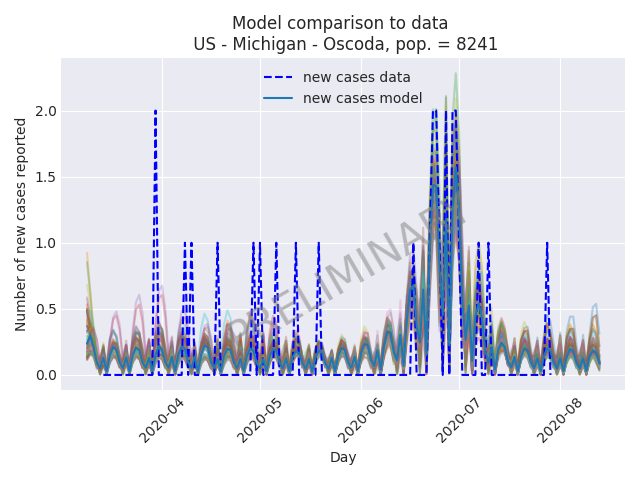 Model comparison to data
US - Michigan - Oscoda, pop. = 8241
new cases data
new cases model
Number of new cases reported
2.0
1.5
1.0
0.5
0.0
PRELIMINARY
2020-04
2020-05
2020-06
2020-07
2020-08
Day